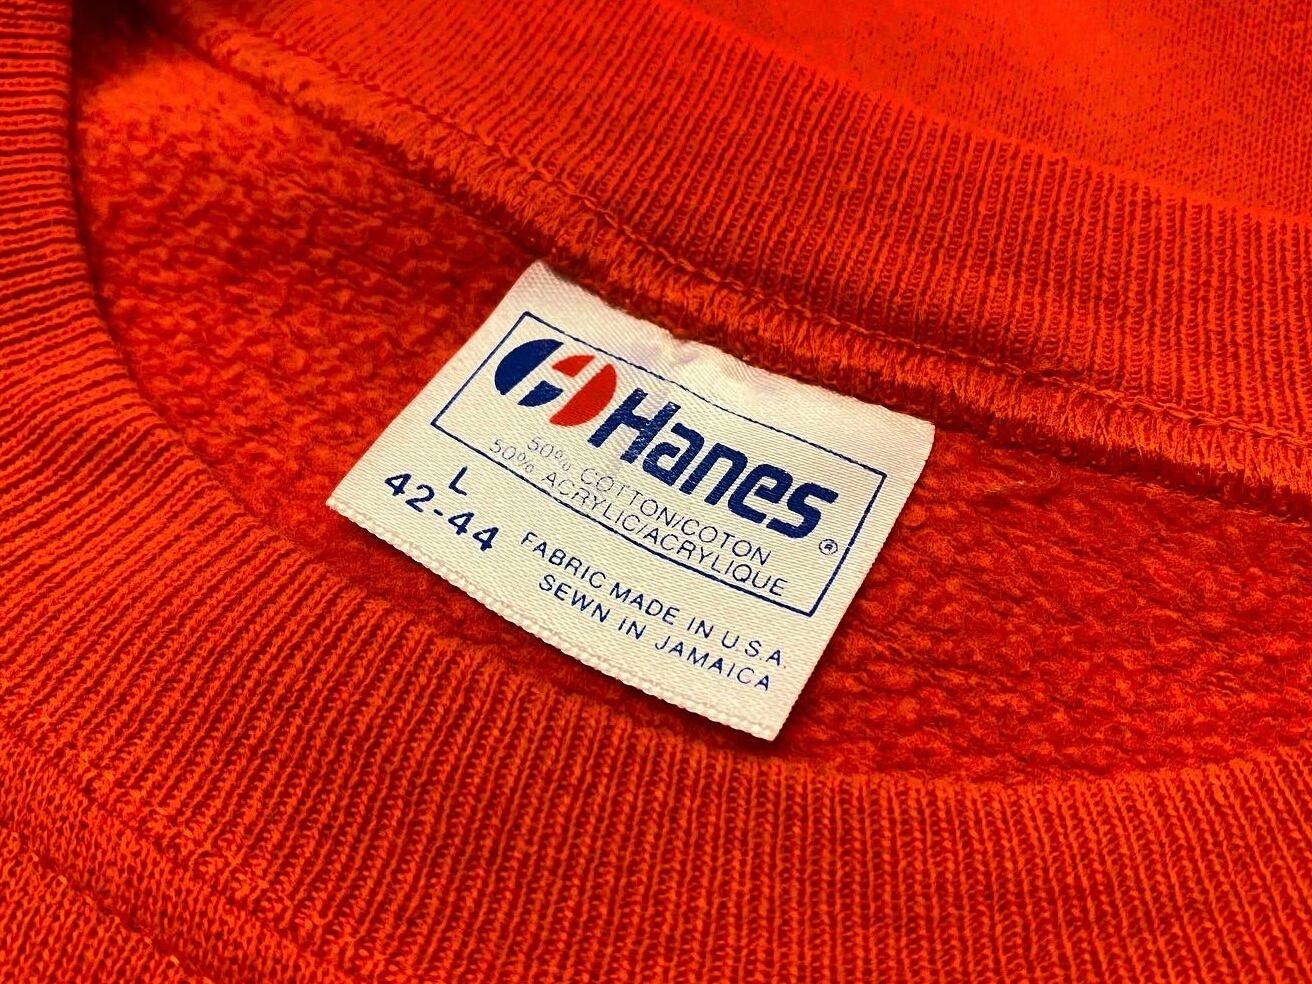 Hanes®
50% COTTON/COTON
50% ACRYLIC/ACRYLIQUE
L
42-44
FABRIC MADE IN U.S.A.
SEWN IN JAMAICA